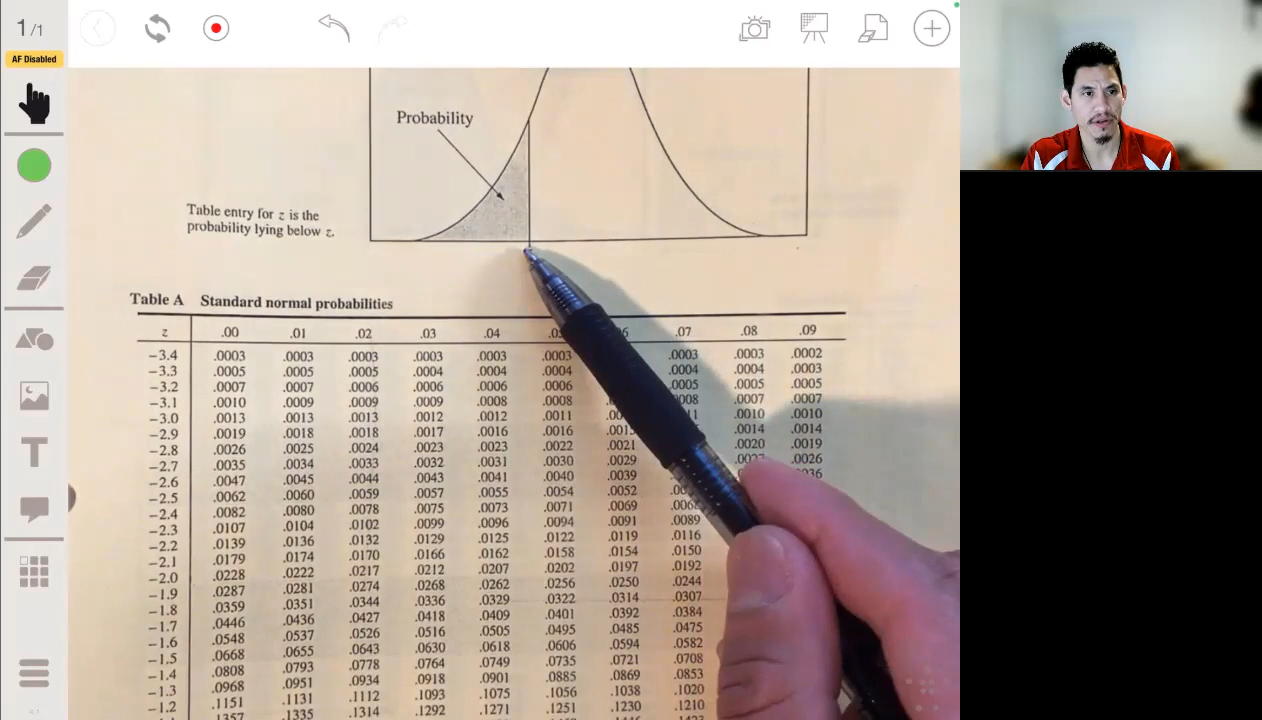 1/1
AF Disabled
Probability
Table entry for z is the
probability lying below z.
Table A Standard normal probabilities
z .00 .01 .02 .03 .04 .07 .08 .09
−3.4 .0003 .0003 .0003 .0003 .0003 .0003 .0003 .0003 .0002
−3.3 .0005 .0005 .0005 .0004 .0004 .0004 .0004 .0004 .0003
−3.2 .0007 .0007 .0006 .0006 .0006 .0006 .0005 .0005 .0005
−3.1 .0010 .0009 .0009 .0009 .0008 .0008 .0007 .0007
−3.0 .0013 .0013 .0013 .0012 .0012 .0011 .0010 .0010
−2.9 .0019 .0018 .0018 .0017 .0016 .0016 .0014 .0014
−2.8 .0026 .0025 .0024 .0023 .0023 .0022 .0021 .0020 .0019
−2.7 .0035 .0034 .0033 .0032 .0031 .0030 .0029 .0026
−2.6 .0047 .0045 .0044 .0043 .0041 .0040 .0039
−2.5 .0062 .0060 .0059 .0057 .0055 .0054 .0052
−2.4 .0082 .0080 .0078 .0075 .0073 .0071 .0069
−2.3 .0107 .0104 .0102 .0099 .0096 .0094 .0091 .0089
−2.2 .0139 .0136 .0132 .0129 .0125 .0122 .0119 .0116
−2.1 .0179 .0174 .0170 .0166 .0162 .0158 .0154 .0150
−2.0 .0228 .0222 .0217 .0212 .0207 .0202 .0197 .0192
−1.9 .0287 .0281 .0274 .0268 .0262 .0256 .0250 .0244
−1.8 .0359 .0351 .0344 .0336 .0329 .0322 .0314 .0307
−1.7 .0446 .0436 .0427 .0418 .0409 .0401 .0392 .0384
−1.6 .0548 .0537 .0526 .0516 .0505 .0495 .0485 .0475
−1.5 .0668 .0655 .0643 .0630 .0618 .0606 .0594 .0582
−1.4 .0808 .0793 .0778 .0764 .0749 .0735 .0721 .0708
−1.3 .0968 .0951 .0934 .0918 .0901 .0885 .0869 .0853
−1.2 .1151 .1131 .1112 .1093 .1075 .1056 .1038 .1020
.1357 .1335 .1314 .1292 .1271 .1251 .1230 .1210